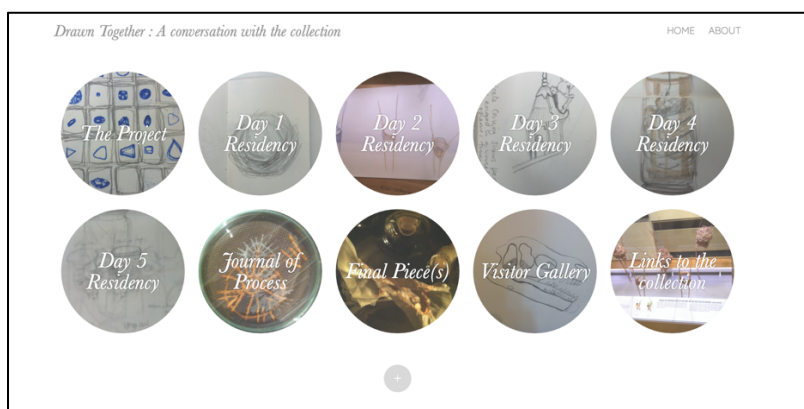 Drawn Together : A conversation with the collection
HOME ABOUT
The Project
Day 1
Residency
Day 2
Residency
Day 3
Residency
Day 4
Residency
Day 5
Residency
Journal of
Process
Final Piece(s)
Visitor Gallery
Links to the
collection
+